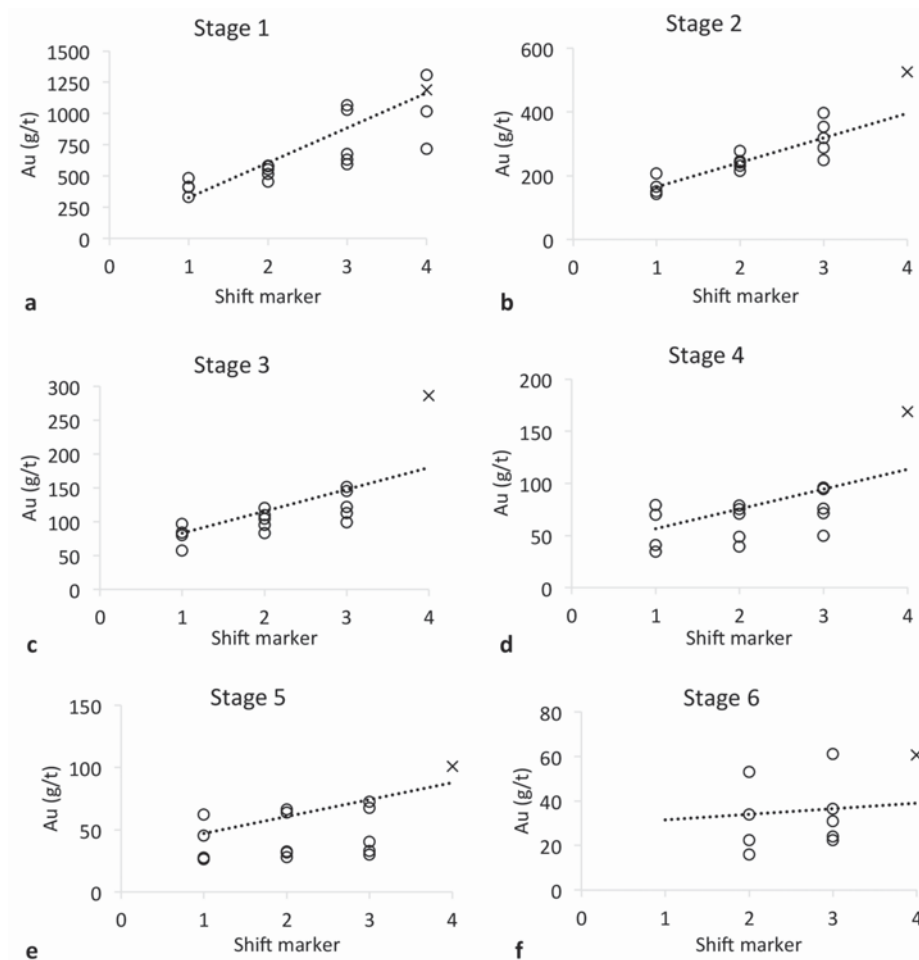 Stage 1
Au (g/t)
1500
1250
1000
750
500
250
0
0 1 2 3 4
Shift marker
a
Stage 2
Au (g/t)
600
400
200
0
0 1 2 3 4
Shift marker
b
Stage 3
Au (g/t)
300
250
200
150
100
50
0
0 1 2 3 4
Shift marker
c
Stage 4
Au (g/t)
200
150
100
50
0
0 1 2 3 4
Shift marker
d
Stage 5
Au (g/t)
150
100
50
0
0 1 2 3 4
Shift marker
e
Stage 6
Au (g/t)
80
60
40
20
0
0 1 2 3 4
Shift marker
f